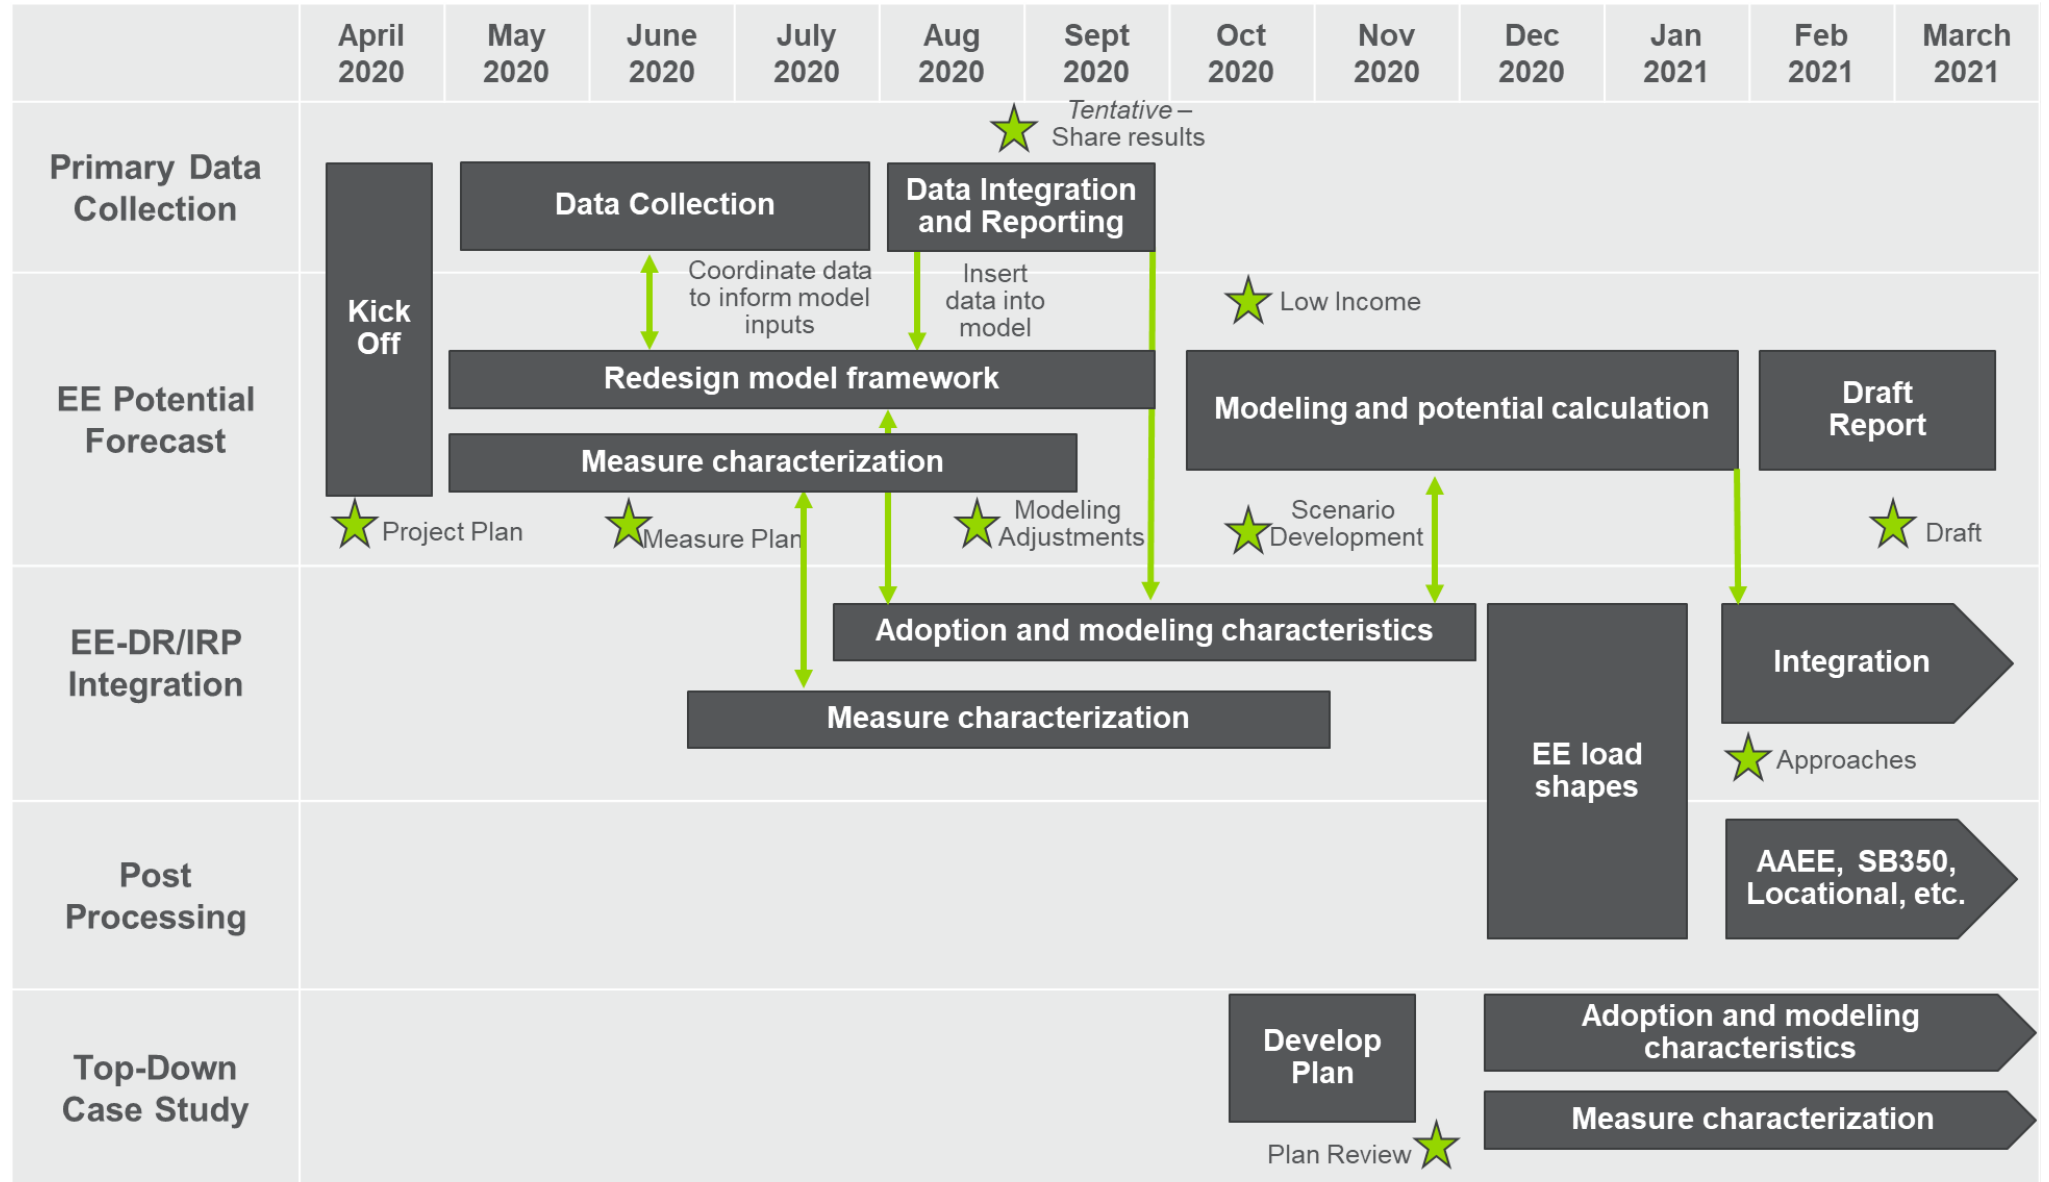 April
2020
May
2020
June
2020
July
2020
Aug
2020
Sept
2020
Oct
2020
Nov
2020
Dec
2020
Jan
2021
Feb
2021
March
2021
Primary Data
Collection
Tentative –
Share results
Kick
Off
Data Collection
Data Integration
and Reporting
Coordinate data
to inform model
inputs
Insert
data into
model
EE Potential
Forecast
Low Income
Redesign model framework
Measure characterization
Modeling and potential calculation
Draft
Report
Project Plan
Measure Plan
Modeling
Adjustments
Scenario
Development
Draft
EE-DR/IRP
Integration
Adoption and modeling characteristics
Measure characterization
EE load
shapes
Integration
Approaches
Post
Processing
AAEE, SB350,
Locational, etc.
Top-Down
Case Study
Develop
Plan
Plan Review
Adoption and modeling
characteristics
Measure characterization